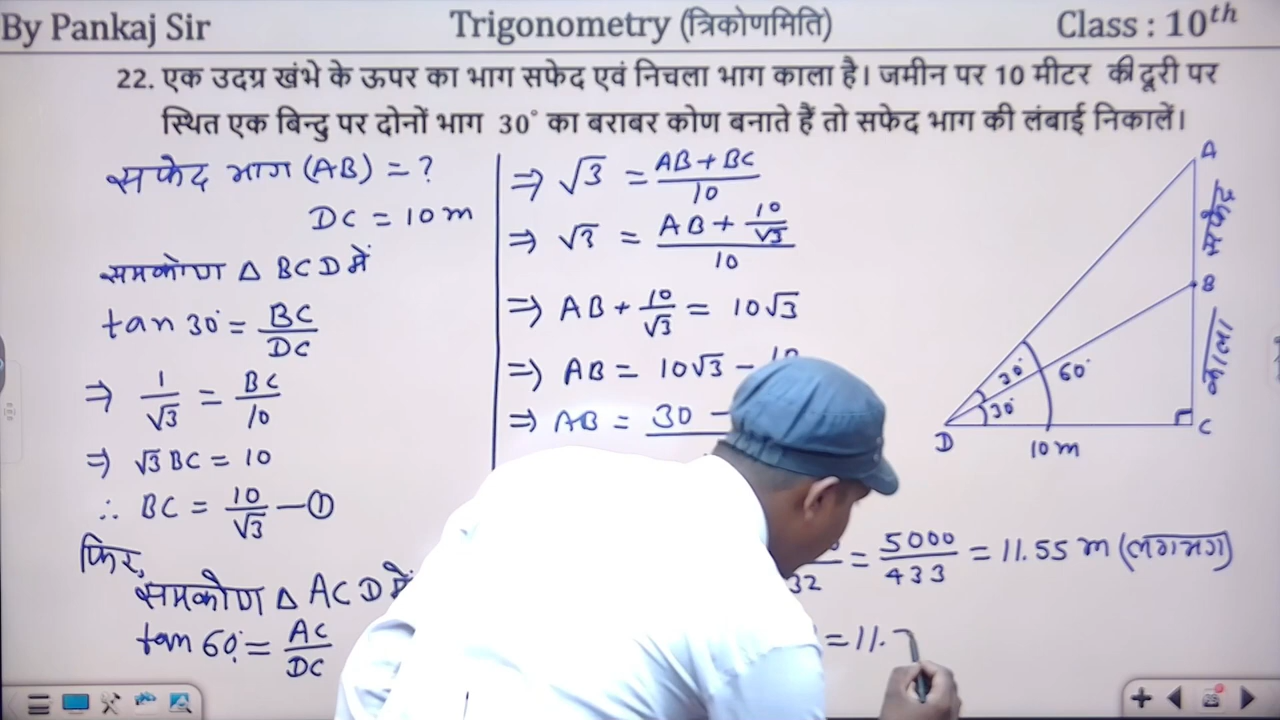 By Pankaj Sir
Trigonometry (त्रिकोणमिति)
Class : 10th
22. एक उदग्र खंभे के ऊपर का भाग सफेद एवं निचला भाग काला है। जमीन पर 10 मीटर की दूरी पर
स्थित एक बिन्दु पर दोनों भाग 30° का बराबर कोण बनाते हैं तो सफेद भाग की लंबाई निकालें।
सफेद भाग (AB) = ?
DC = 10 m
समकोण △ BCD में
tan 30° = BC/DC
⇒ 1/√3 = BC/10
⇒ √3 BC = 10
∴ BC = 10/√3 — ①
फिर,
समकोण △ ACD में
tan 60° = AC/DC
⇒ √3 = (AB + BC)/10
⇒ √3 = (AB + 10/√3)/10
⇒ AB + 10/√3 = 10√3
⇒ AB = 10√3 − 10
⇒ AB = 30 −
32 = 5000/433 = 11.55 m (लगभग)
= 11.
A
सफेद
B
काला
30°
60°
30°
D
C
10 m